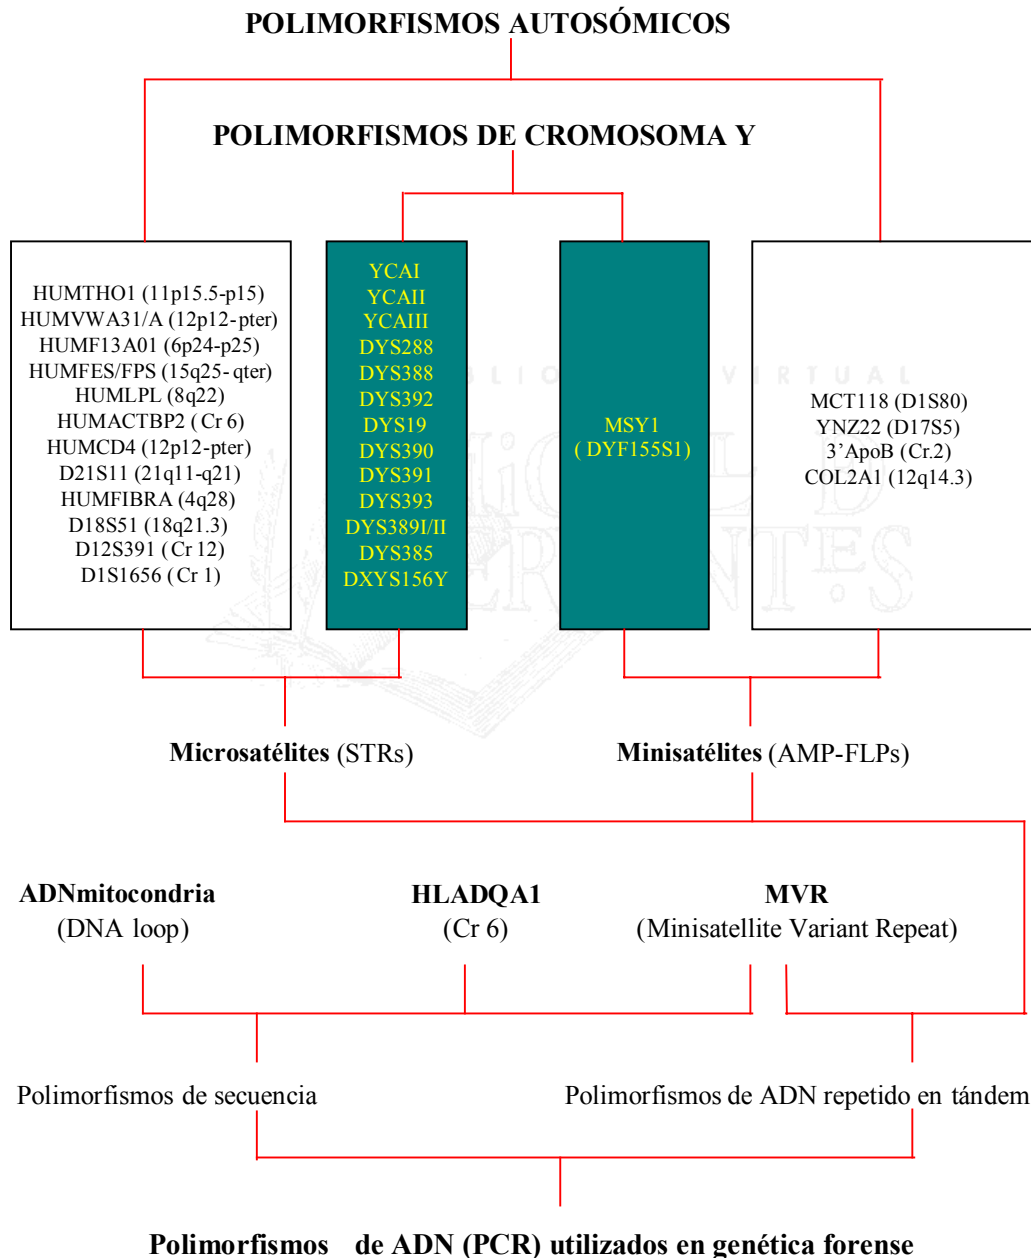 POLIMORFISMOS AUTOSÓMICOS
POLIMORFISMOS DE CROMOSOMA Y
HUMTHO1 (11p15.5-p15)
HUMVWA31/A (12p12-pter)
HUMF13A01 (6p24-p25)
HUMFES/FPS (15q25-qter)
HUMLPL (8q22)
HUMACTBP2 (Cr 6)
HUMCD4 (12p12-pter)
D21S11 (21q11-q21)
HUMFIBRA (4q28)
D18S51 (18q21.3)
D12S391 (Cr 12)
D1S1656 (Cr 1)
YCAI
YCAII
YCAIII
DYS288
DYS388
DYS392
DYS19
DYS390
DYS391
DYS393
DYS389I/II
DYS385
DXYS156Y
MSY1
( DYF155S1)
MCT118 (D1S80)
YNZ22 (D17S5)
3’ApoB (Cr.2)
COL2A1 (12q14.3)
Microsatélites (STRs)
Minisatélites (AMP-FLPs)
ADNmitocondria
(DNA loop)
HLADQA1
(Cr 6)
MVR
(Minisatellite Variant Repeat)
Polimorfismos de secuencia
Polimorfismos de ADN repetido en tándem
Polimorfismos de ADN (PCR) utilizados en genética forense